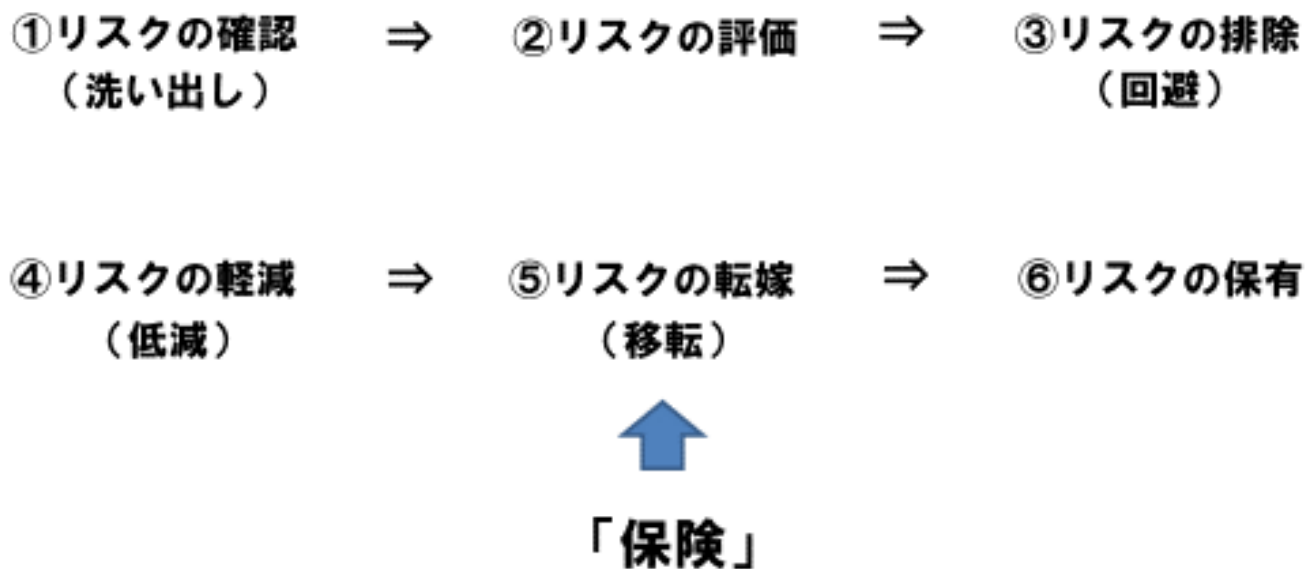 ①リスクの確認 ⇒ ②リスクの評価 ⇒ ③リスクの排除
（洗い出し） （回避）
④リスクの軽減 ⇒ ⑤リスクの転嫁 ⇒ ⑥リスクの保有
（低減） （移転）
「保険」